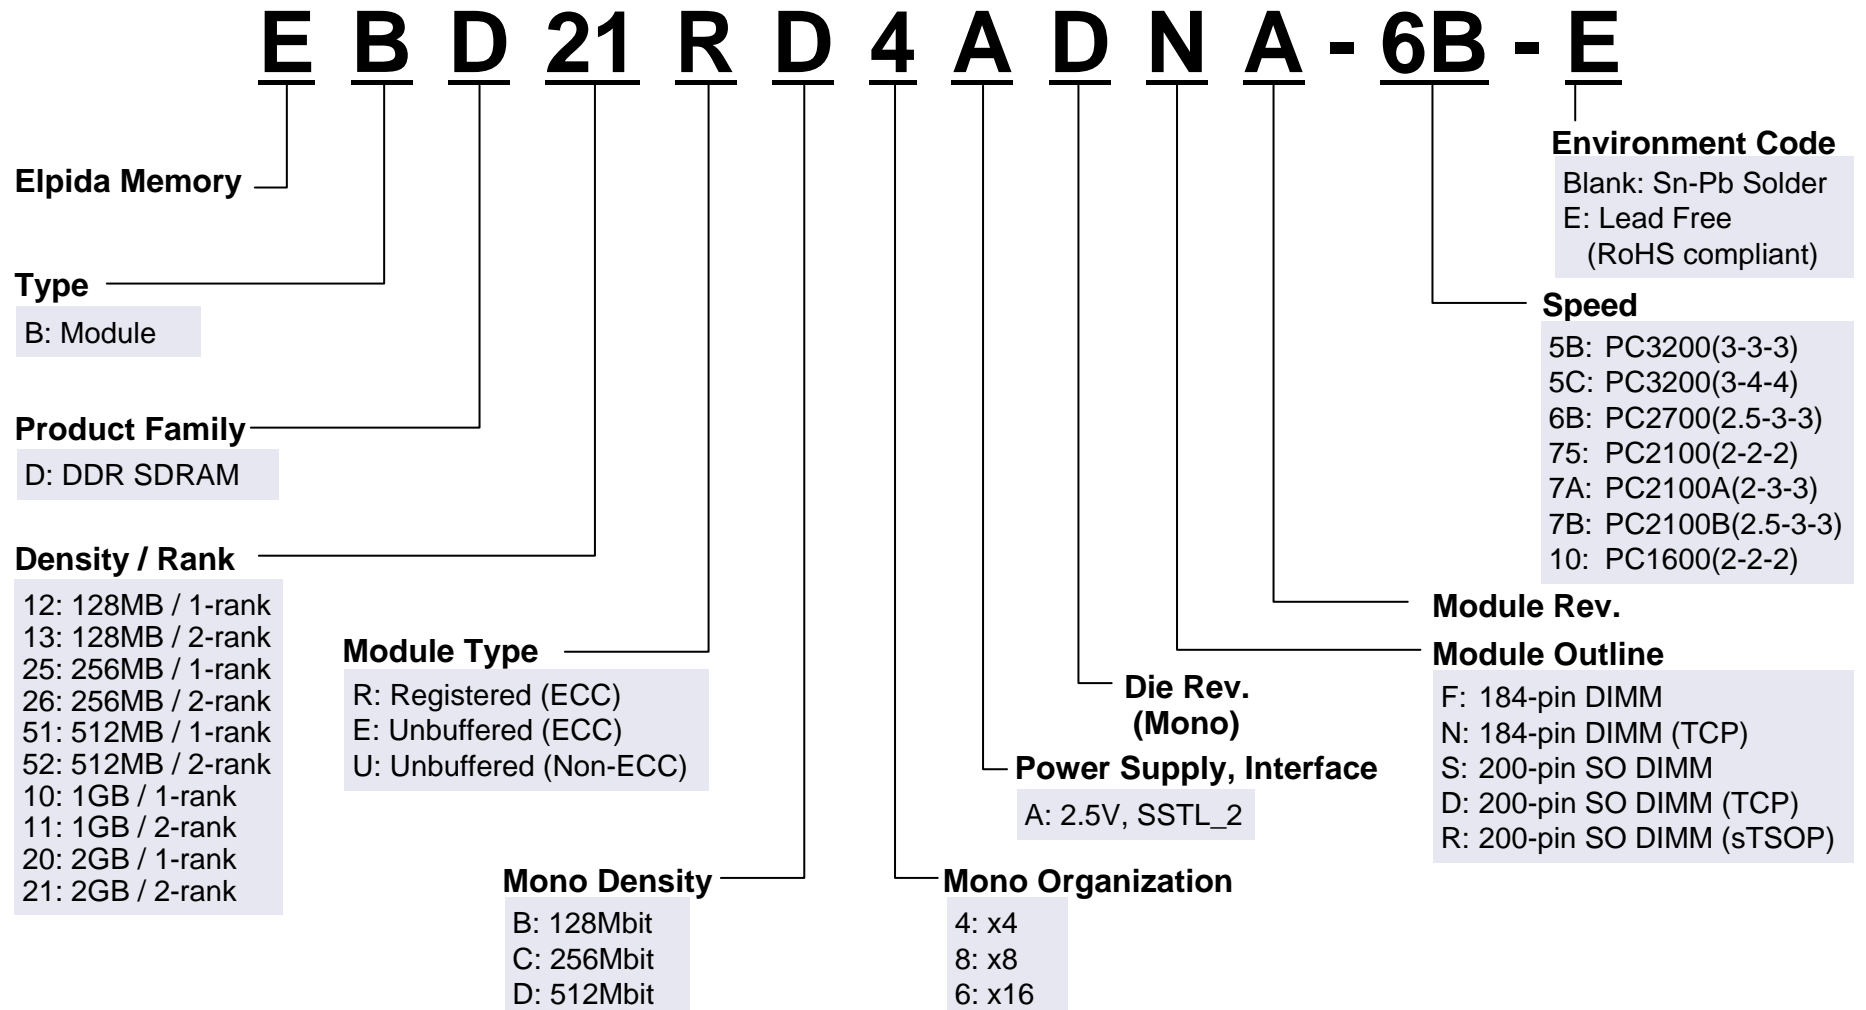 E B D 21 R D 4 A D N A - 6B - E
Elpida Memory
Type
B: Module
Product Family
D: DDR SDRAM
Density / Rank
12: 128MB / 1-rank
13: 128MB / 2-rank
25: 256MB / 1-rank
26: 256MB / 2-rank
51: 512MB / 1-rank
52: 512MB / 2-rank
10: 1GB / 1-rank
11: 1GB / 2-rank
20: 2GB / 1-rank
21: 2GB / 2-rank
Module Type
R: Registered (ECC)
E: Unbuffered (ECC)
U: Unbuffered (Non-ECC)
Mono Density
B: 128Mbit
C: 256Mbit
D: 512Mbit
Mono Organization
4: x4
8: x8
6: x16
Power Supply, Interface
A: 2.5V, SSTL_2
Die Rev.
(Mono)
Module Outline
F: 184-pin DIMM
N: 184-pin DIMM (TCP)
S: 200-pin SO DIMM
D: 200-pin SO DIMM (TCP)
R: 200-pin SO DIMM (sTSOP)
Module Rev.
Speed
5B: PC3200(3-3-3)
5C: PC3200(3-4-4)
6B: PC2700(2.5-3-3)
75: PC2100(2-2-2)
7A: PC2100A(2-3-3)
7B: PC2100B(2.5-3-3)
10: PC1600(2-2-2)
Environment Code
Blank: Sn-Pb Solder
E: Lead Free
(RoHS compliant)